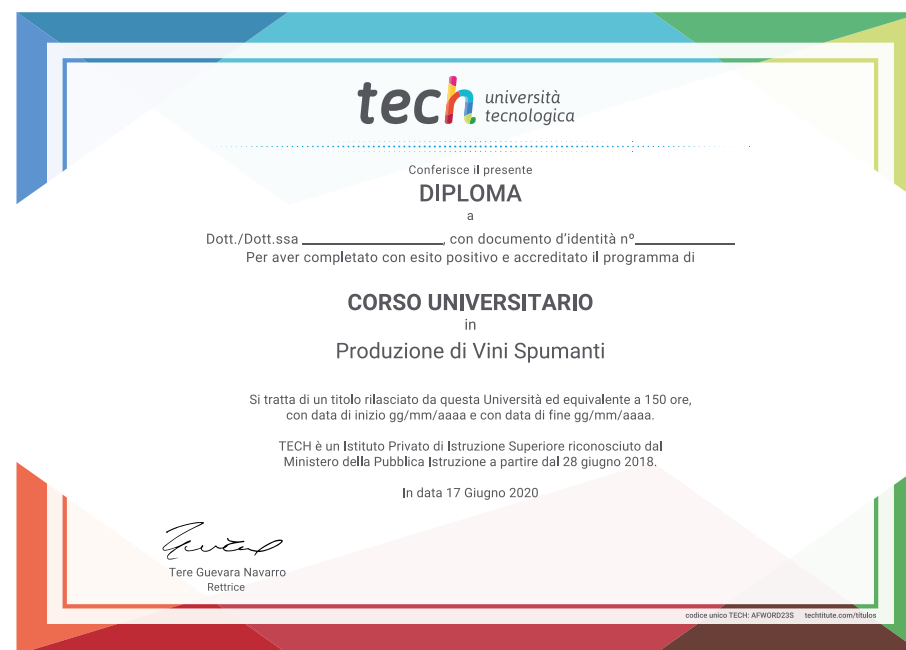 tech università
tecnologica
Conferisce il presente
DIPLOMA
a
Dott./Dott.ssa ____________________, con documento d'identità nº______________
Per aver completato con esito positivo e accreditato il programma di
CORSO UNIVERSITARIO
in
Produzione di Vini Spumanti
Si tratta di un titolo rilasciato da questa Università ed equivalente a 150 ore,
con data di inizio gg/mm/aaaa e con data di fine gg/mm/aaaa.
TECH è un Istituto Privato di Istruzione Superiore riconosciuto dal
Ministero della Pubblica Istruzione a partire dal 28 giugno 2018.
In data 17 Giugno 2020
Tere Guevara Navarro
Rettrice
codice unico TECH: AFWORD23S techtitute.com/titulos